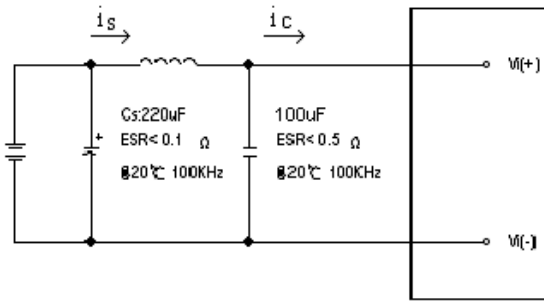 is
ic
Vi(+)
Cs:220uF
ESR<0.1 Ω
@20℃ 100KHz
100uF
ESR<0.5 Ω
@20℃ 100KHz
+
Vi(-)